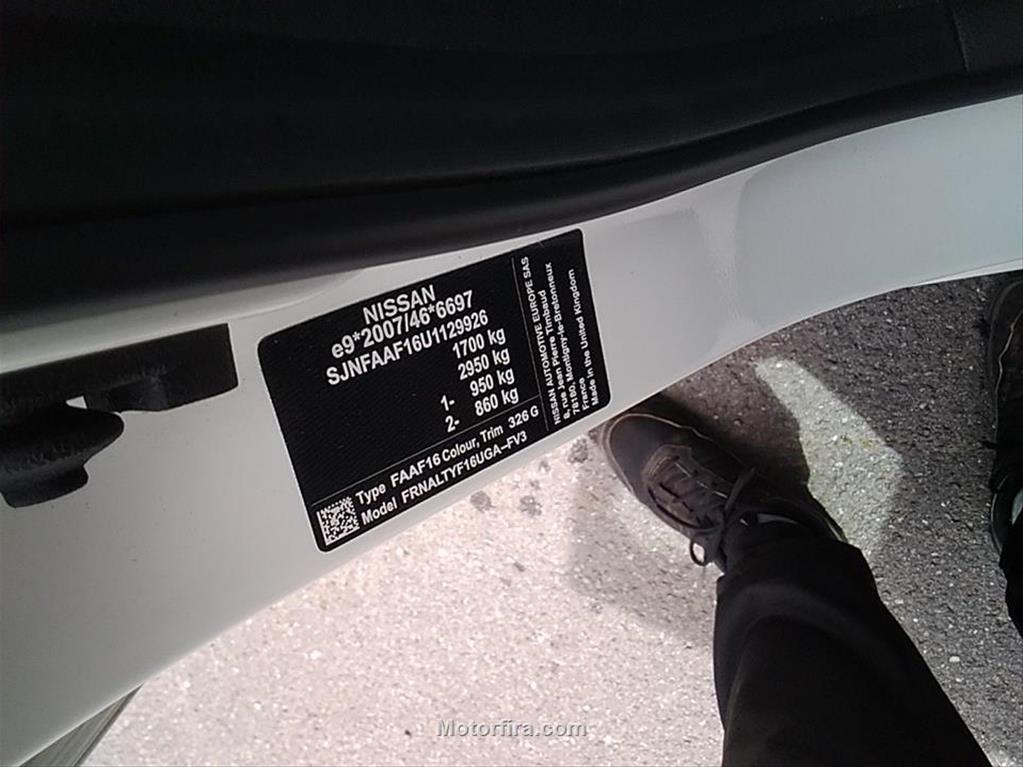 NISSAN
e9*2007/46*6697
SJNFAAF16U1129926
1700 kg
2950 kg
1- 950 kg
2- 860 kg
Type FAAF16 Colour, Trim 326 G
Model FRNALTYF16UGA-FV3
NISSAN AUTOMOTIVE EUROPE SAS
8, rue Jean Pierre Timbaud
78180, Montigny-le-Bretonneux
France
Made in the United Kingdom
Motorfira.com